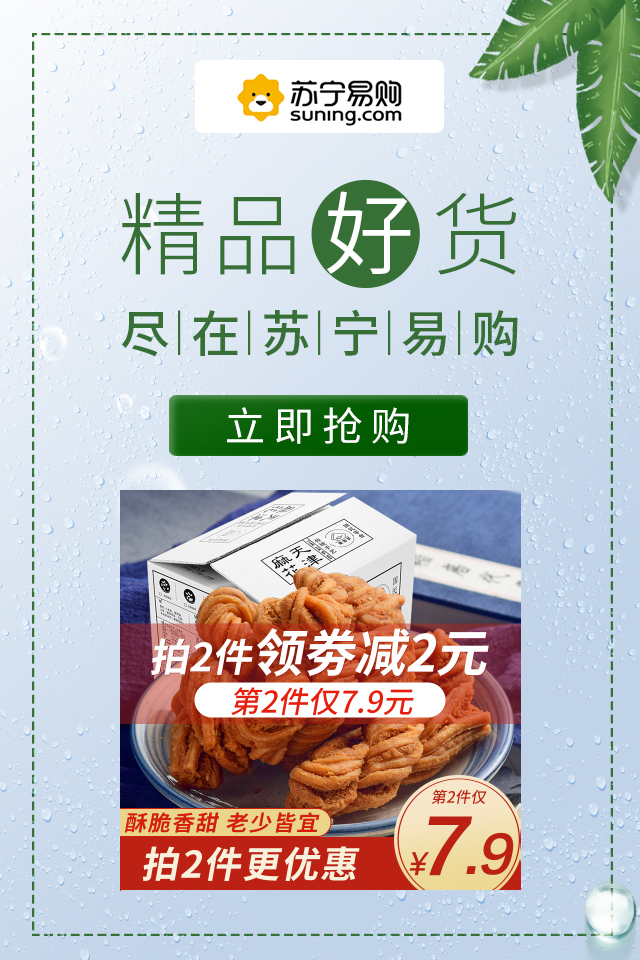 苏宁易购
suning.com
精品好货
尽在苏宁易购
立即抢购
天津
麻花
拍2件领券减2元
第2件仅7.9元
酥脆香甜 老少皆宜
拍2件更优惠
第2件仅
¥7.9